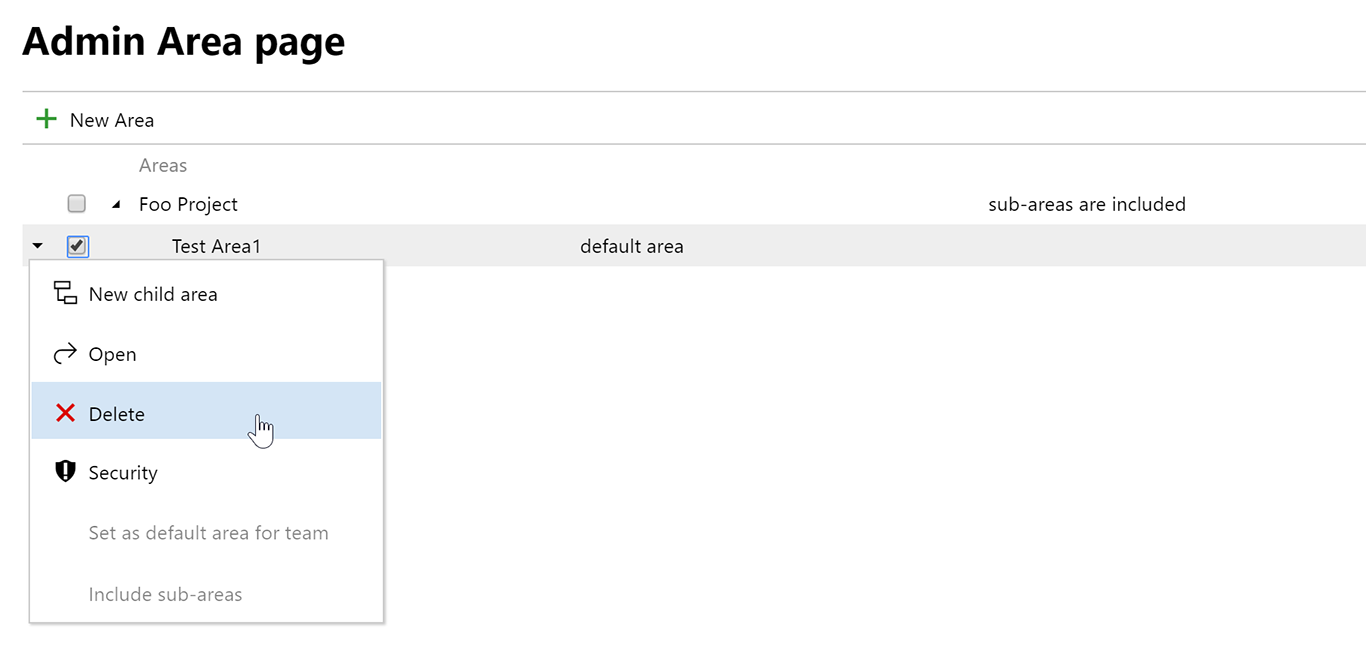 Admin Area page
New Area
Areas
Foo Project sub-areas are included
Test Area1 default area
New child area
Open
Delete
Security
Set as default area for team
Include sub-areas